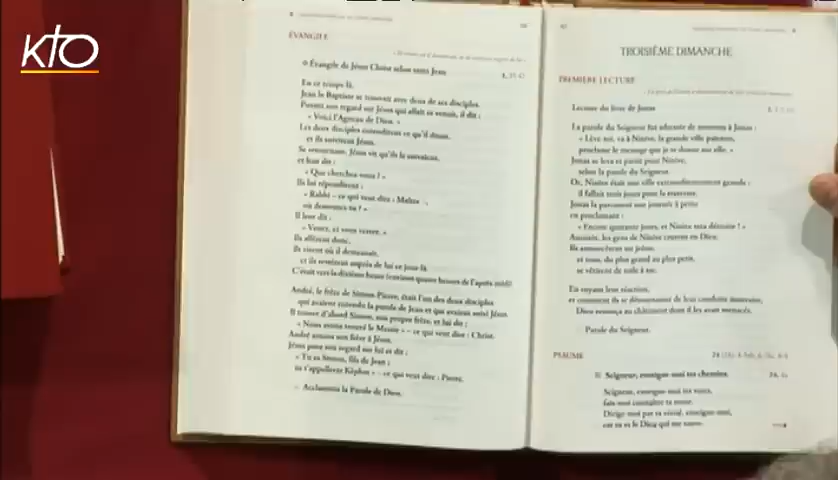 KTO
ÉVANGILE
Évangile de Jésus Christ selon saint Jean
1, 35-42
En ce temps-là,
Jean le Baptiste se trouvait avec deux de ses disciples.
Posant son regard sur Jésus qui allait et venait, il dit :
« Voici l'Agneau de Dieu. »
Les deux disciples entendirent ce qu'il disait,
et ils suivirent Jésus.
Se retournant, Jésus vit qu'ils le suivaient,
et leur dit :
« Que cherchez-vous ? »
Ils lui répondirent :
« Rabbi – ce qui veut dire : Maître –,
où demeures-tu ? »
Il leur dit :
« Venez, et vous verrez. »
Ils allèrent donc,
ils virent où il demeurait,
et ils restèrent auprès de lui ce jour-là.
C'était vers la dixième heure (environ quatre heures de l'après-midi)
André, le frère de Simon-Pierre, était l'un des deux disciples
qui avaient entendu la parole de Jean et qui avaient suivi Jésus.
Il trouve d'abord Simon, son propre frère, et lui dit :
« Nous avons trouvé le Messie » – ce qui veut dire : Christ.
André amena son frère à Jésus.
Jésus posa son regard sur lui et dit :
« Tu es Simon, fils de Jean ;
tu t'appelleras Kèphas » – ce qui veut dire : Pierre.
– Acclamons la Parole de Dieu.
TROISIÈME DIMANCHE
PREMIÈRE LECTURE
Lecture du livre de Jonas
La parole du Seigneur fut adressée de nouveau à Jonas :
« Lève-toi, va à Ninive, la grande ville païenne,
proclame le message que je te donne sur elle. »
Jonas se leva et partit pour Ninive,
selon la parole du Seigneur.
Or, Ninive était une ville extraordinairement grande :
il fallait trois jours pour la traverser.
Jonas la parcourut une journée à peine
en proclamant :
« Encore quarante jours, et Ninive sera détruite ! »
Aussitôt, les gens de Ninive crurent en Dieu.
Ils annoncèrent un jeûne,
et tous, du plus grand au plus petit,
se vêtirent de toile à sac.
En voyant leur réaction,
et comment ils se détournaient de leur conduite mauvaise,
Dieu renonça au châtiment dont il les avait menacés.
– Parole du Seigneur.
PSAUME
Seigneur, enseigne-moi tes chemins.
Seigneur, enseigne-moi tes voies,
fais-moi connaître ta route.
Dirige-moi par ta vérité, enseigne-moi,
car tu es le Dieu qui me sauve.